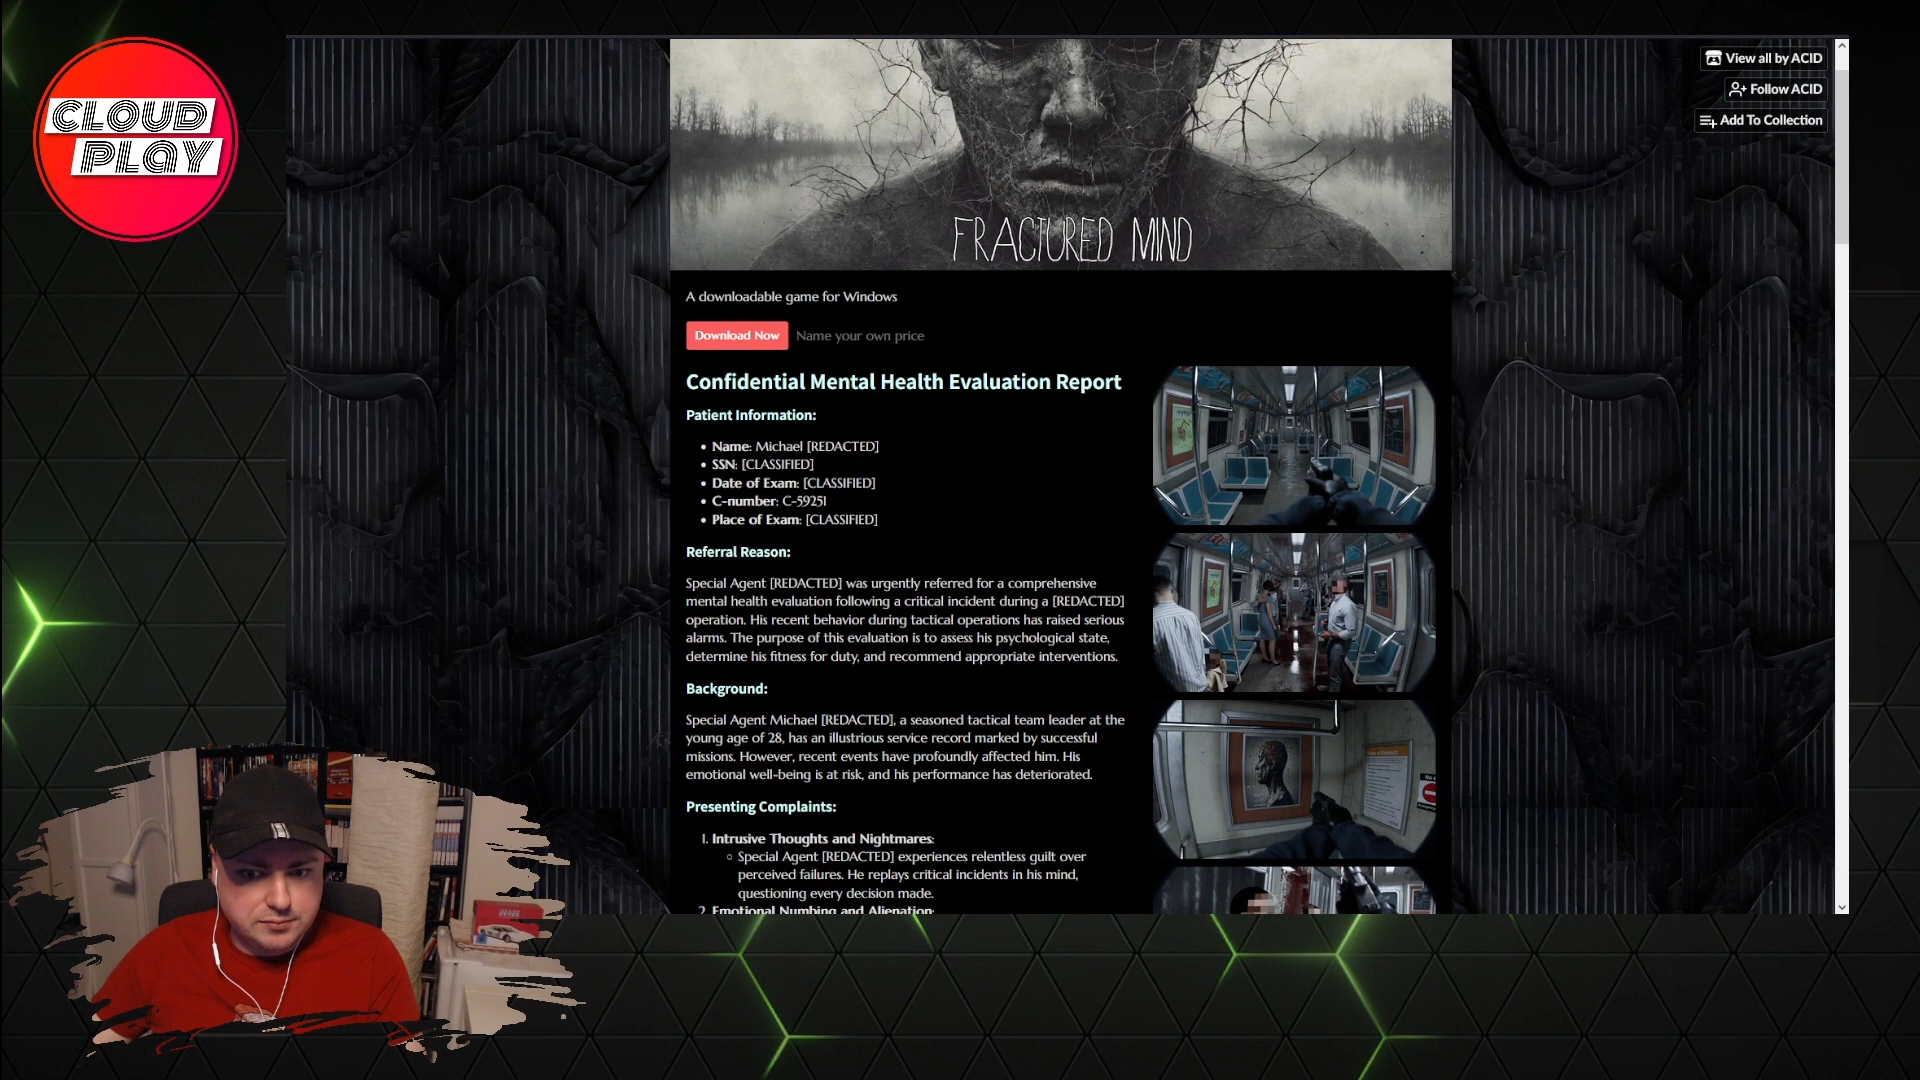 CLOUD
PLAY
View all by ACID
Follow ACID
Add To Collection
FRACTURED MIND
A downloadable game for Windows
Download Now Name your own price
Confidential Mental Health Evaluation Report
Patient Information:
• Name: Michael [REDACTED]
• SSN: [CLASSIFIED]
• Date of Exam: [CLASSIFIED]
• C-number: C-59251
• Place of Exam: [CLASSIFIED]
Referral Reason:
Special Agent [REDACTED] was urgently referred for a comprehensive
mental health evaluation following a critical incident during a [REDACTED]
operation. His recent behavior during tactical operations has raised serious
alarms. The purpose of this evaluation is to assess his psychological state,
determine his fitness for duty, and recommend appropriate interventions.
Background:
Special Agent Michael [REDACTED], a seasoned tactical team leader at the
young age of 28, has an illustrious service record marked by successful
missions. However, recent events have profoundly affected him. His
emotional well-being is at risk, and his performance has deteriorated.
Presenting Complaints:
1. Intrusive Thoughts and Nightmares:
○ Special Agent [REDACTED] experiences relentless guilt over
perceived failures. He replays critical incidents in his mind,
questioning every decision made.
2. Emotional Numbing and Alienation: